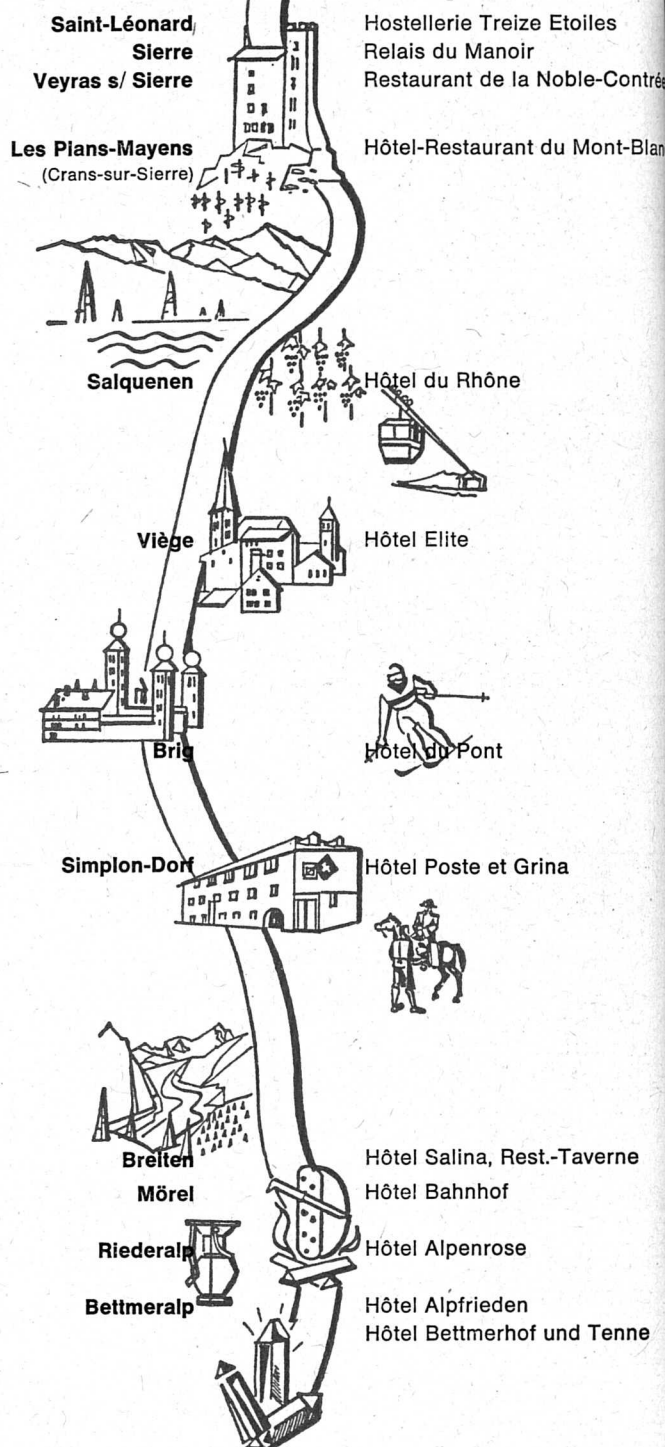 Saint-Léonard Hostellerie Treize Etoiles
Sierre Relais du Manoir
Veyras s/ Sierre Restaurant de la Noble-Contrée
Les Plans-Mayens Hôtel-Restaurant du Mont-Blan
(Crans-sur-Sierre)
Salquenen Hôtel du Rhône
Viège Hôtel Elite
Brig Hôtel du Pont
Simplon-Dorf Hôtel Poste et Grina
Breiten Hôtel Salina, Rest.-Taverne
Mörel Hôtel Bahnhof
Riederalp Hôtel Alpenrose
Bettmeralp Hôtel Alpfrieden
Hôtel Bettmerhof und Tenne